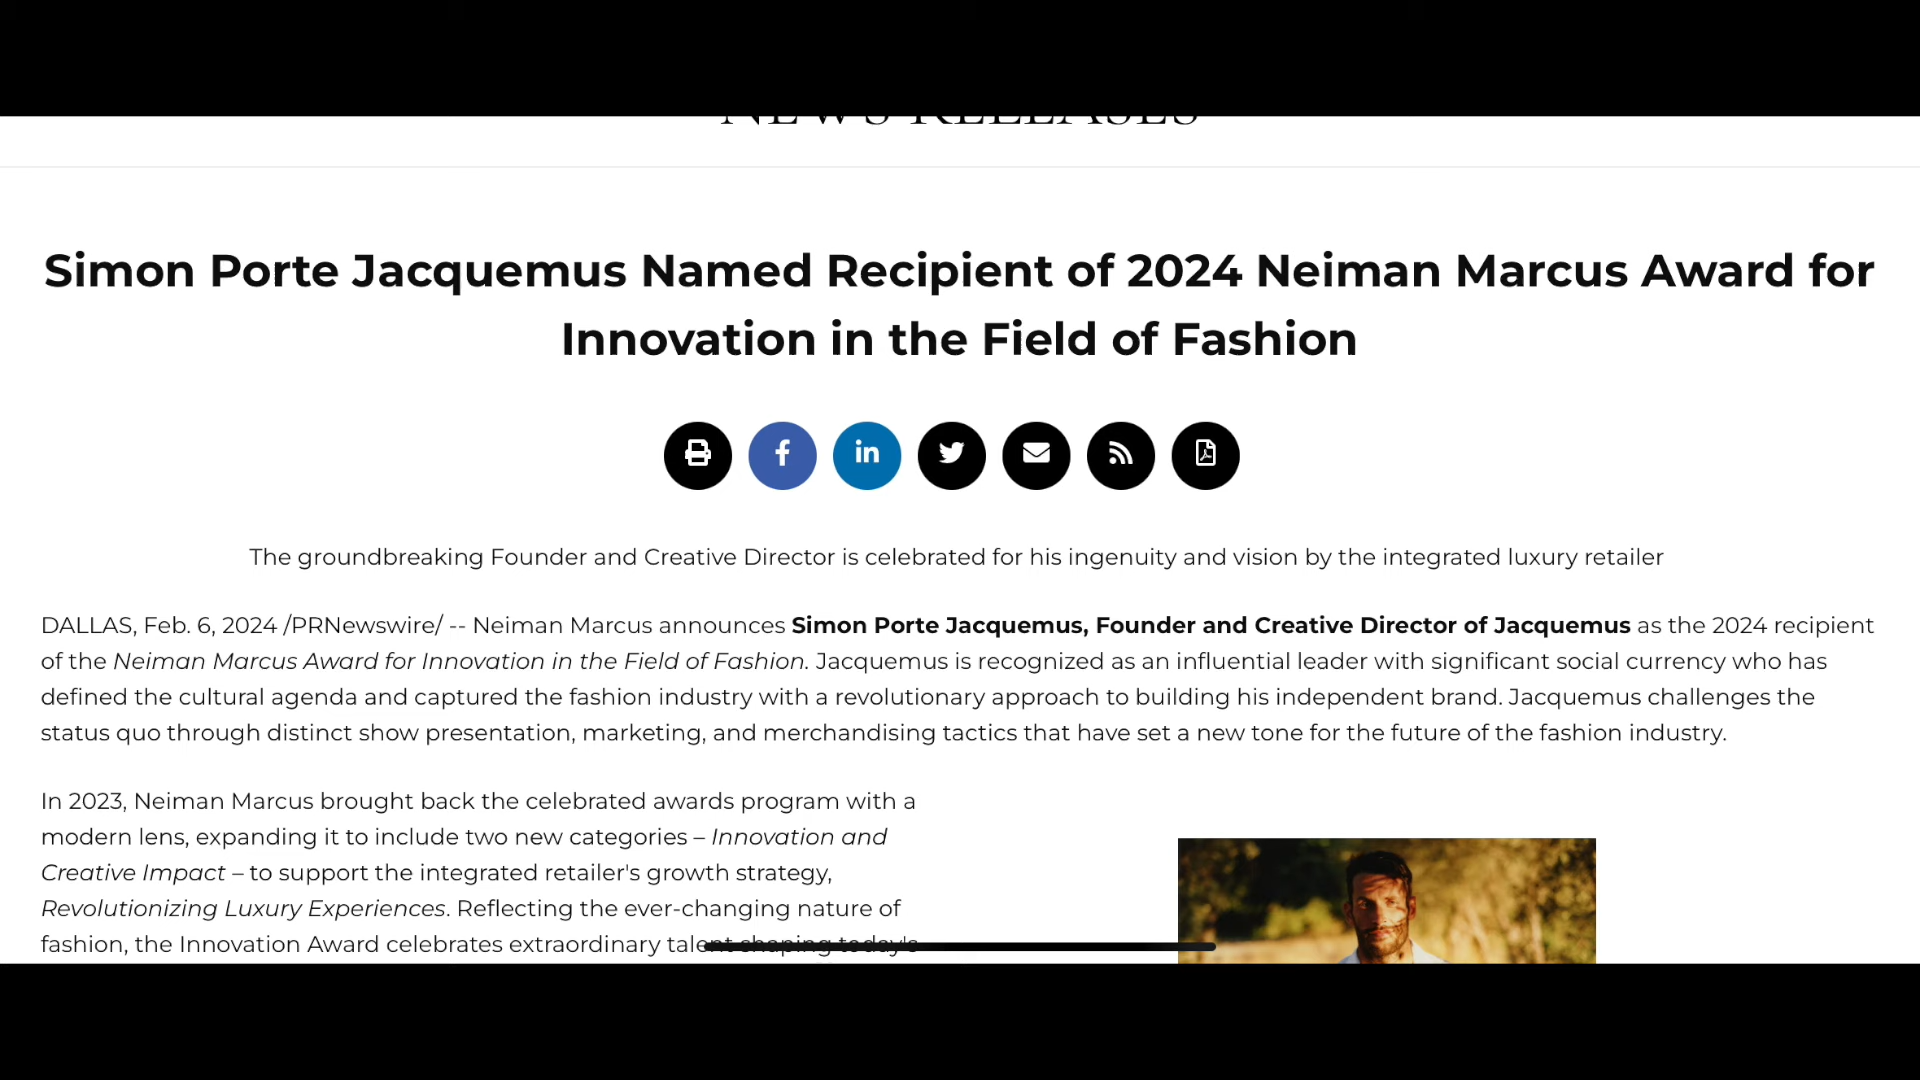 NEWS RELEASES
Simon Porte Jacquemus Named Recipient of 2024 Neiman Marcus Award for
Innovation in the Field of Fashion
The groundbreaking Founder and Creative Director is celebrated for his ingenuity and vision by the integrated luxury retailer
DALLAS, Feb. 6, 2024 /PRNewswire/ -- Neiman Marcus announces Simon Porte Jacquemus, Founder and Creative Director of Jacquemus as the 2024 recipient
of the Neiman Marcus Award for Innovation in the Field of Fashion. Jacquemus is recognized as an influential leader with significant social currency who has
defined the cultural agenda and captured the fashion industry with a revolutionary approach to building his independent brand. Jacquemus challenges the
status quo through distinct show presentation, marketing, and merchandising tactics that have set a new tone for the future of the fashion industry.
In 2023, Neiman Marcus brought back the celebrated awards program with a
modern lens, expanding it to include two new categories – Innovation and
Creative Impact – to support the integrated retailer's growth strategy,
Revolutionizing Luxury Experiences. Reflecting the ever-changing nature of
fashion, the Innovation Award celebrates extraordinary talent shaping today's